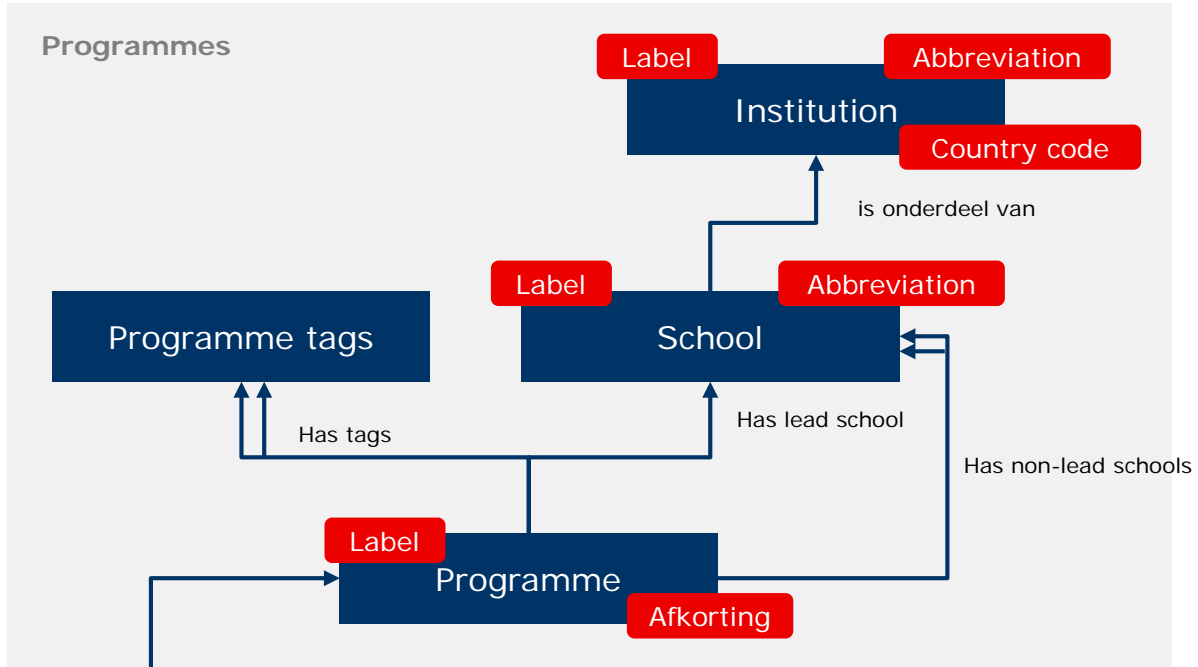 Programmes
Label
Abbreviation
Institution
Country code
is onderdeel van
Label
Abbreviation
Programme tags
School
Has tags
Has lead school
Has non-lead schools
Label
Programme
Afkorting